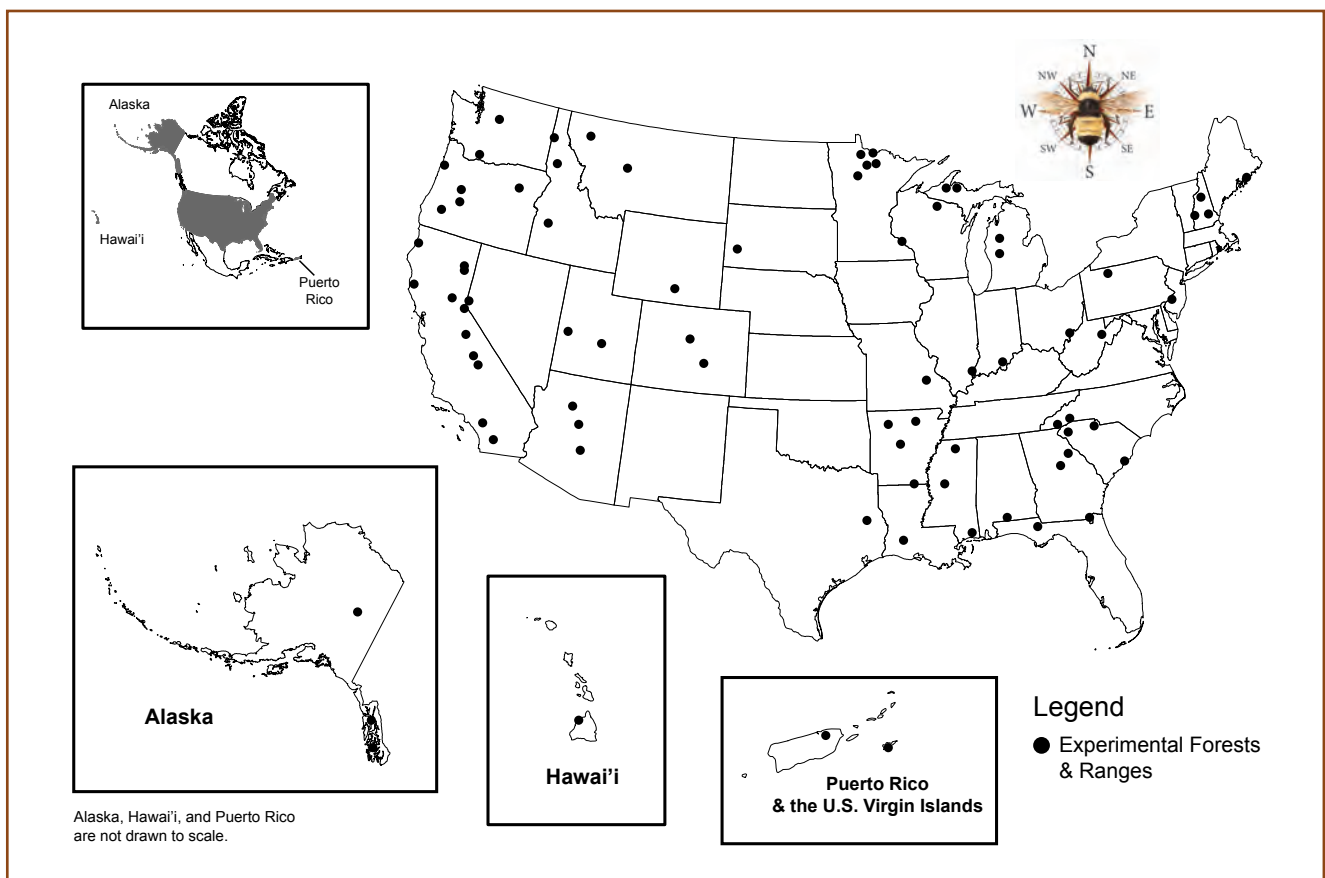 Alaska
Hawai'i
Puerto
Rico
N
NW
NE
W
E
SW
SE
S
Alaska
Hawai'i
Puerto Rico
& the U.S. Virgin Islands
Legend
Experimental Forests
& Ranges
Alaska, Hawai'i, and Puerto Rico
are not drawn to scale.